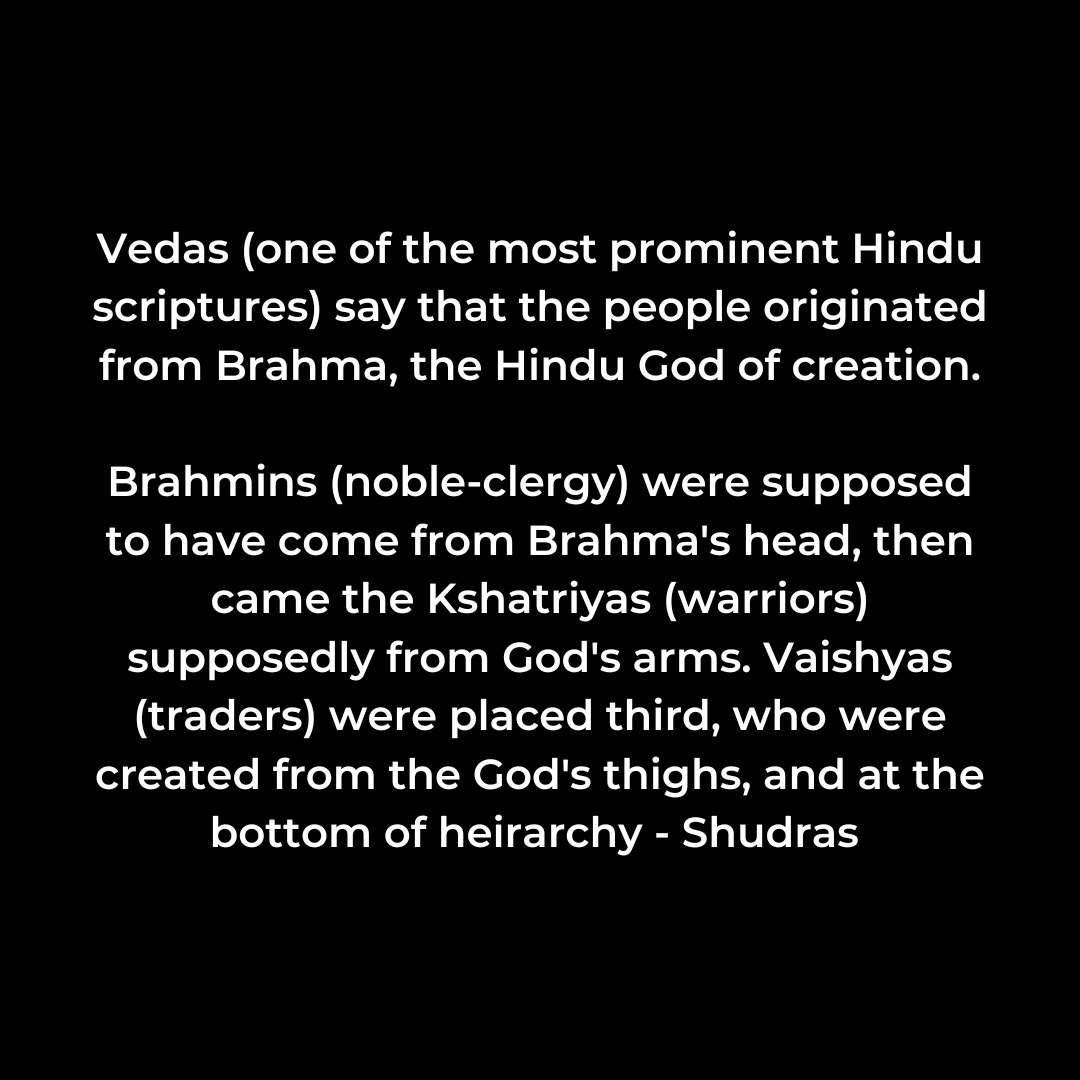 Vedas (one of the most prominent Hindu
scriptures) say that the people originated
from Brahma, the Hindu God of creation.
Brahmins (noble-clergy) were supposed
to have come from Brahma's head, then
came the Kshatriyas (warriors)
supposedly from God's arms. Vaishyas
(traders) were placed third, who were
created from the God's thighs, and at the
bottom of heirarchy - Shudras